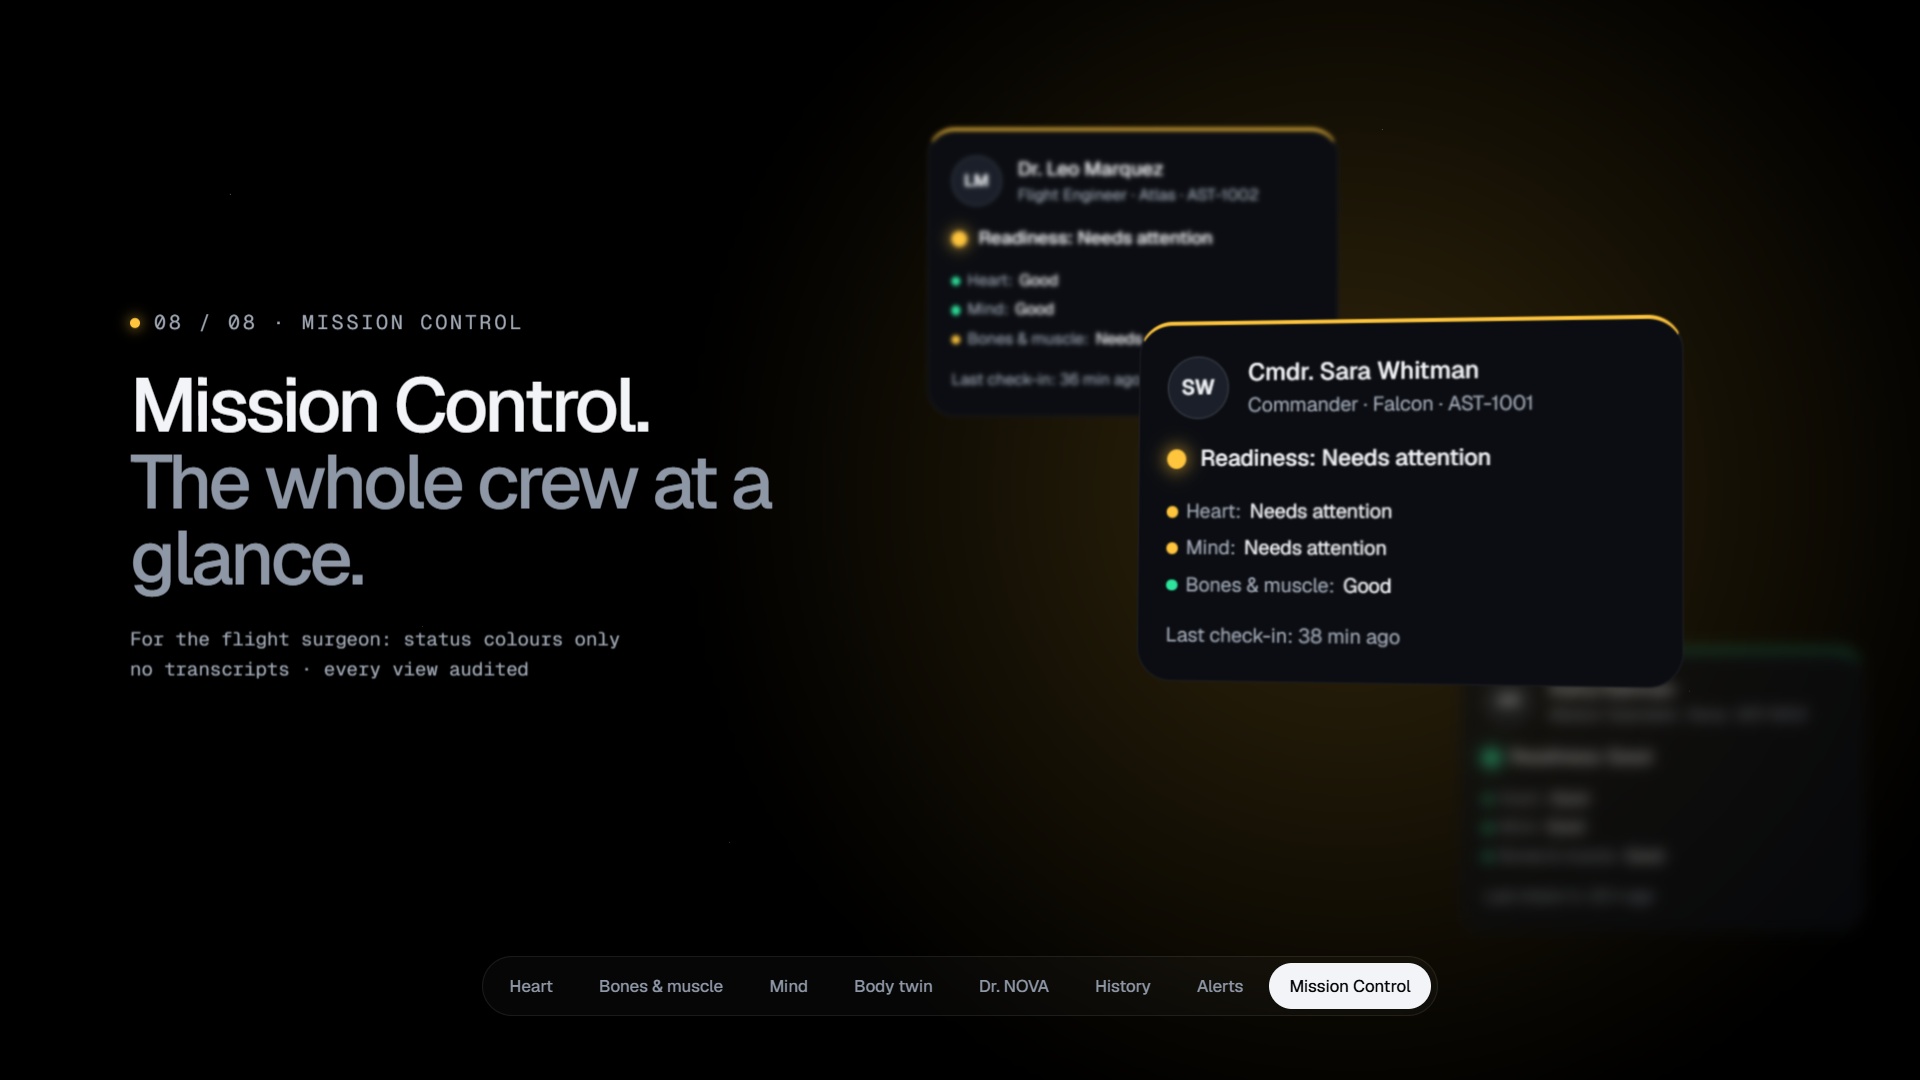 08 / 08 · MISSION CONTROL
Mission Control.
The whole crew at a
glance.
For the flight surgeon: status colours only
no transcripts · every view audited
LM
Dr. Leo Marquez
Flight Engineer · Atlas · AST-1002
Readiness: Needs attention
Heart: Good
Mind: Good
Bones & muscle: Needs
Last check-in: 36 min ago
SW
Cmdr. Sara Whitman
Commander · Falcon · AST-1001
Readiness: Needs attention
Heart: Needs attention
Mind: Needs attention
Bones & muscle: Good
Last check-in: 38 min ago
Heart
Bones & muscle
Mind
Body twin
Dr. NOVA
History
Alerts
Mission Control